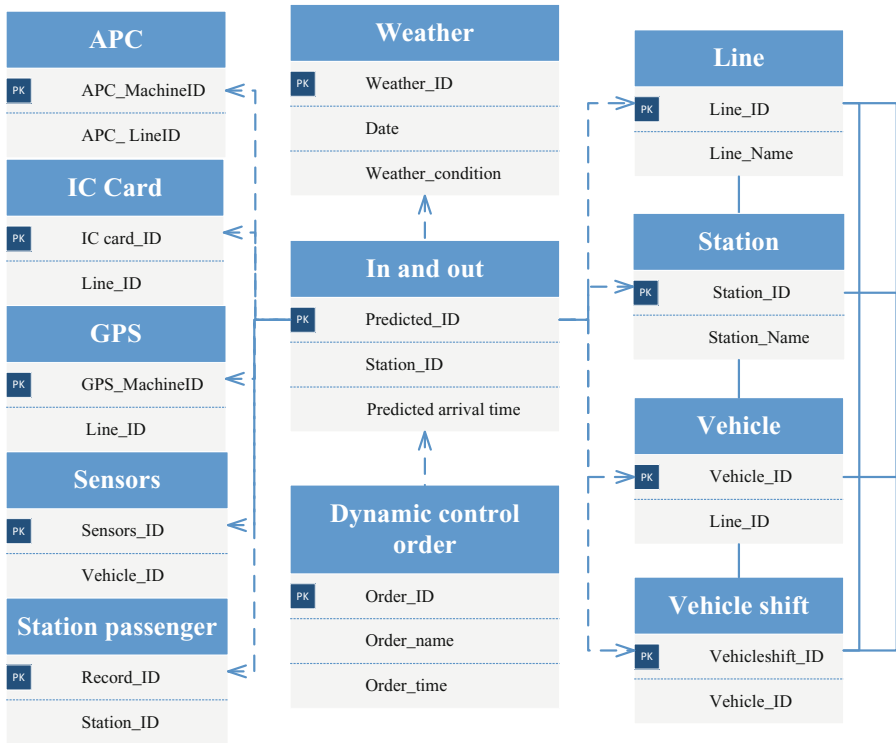 APC
PK
APC_MachineID
APC_ LineID
IC Card
PK
IC card_ID
Line_ID
GPS
PK
GPS_MachineID
Line_ID
Sensors
PK
Sensors_ID
Vehicle_ID
Station passenger
PK
Record_ID
Station_ID
Weather
PK
Weather_ID
Date
Weather_condition
In and out
PK
Predicted_ID
Station_ID
Predicted arrival time
Dynamic control
order
PK
Order_ID
Order_name
Order_time
Line
PK
Line_ID
Line_Name
Station
PK
Station_ID
Station_Name
Vehicle
PK
Vehicle_ID
Line_ID
Vehicle shift
PK
Vehicleshift_ID
Vehicle_ID